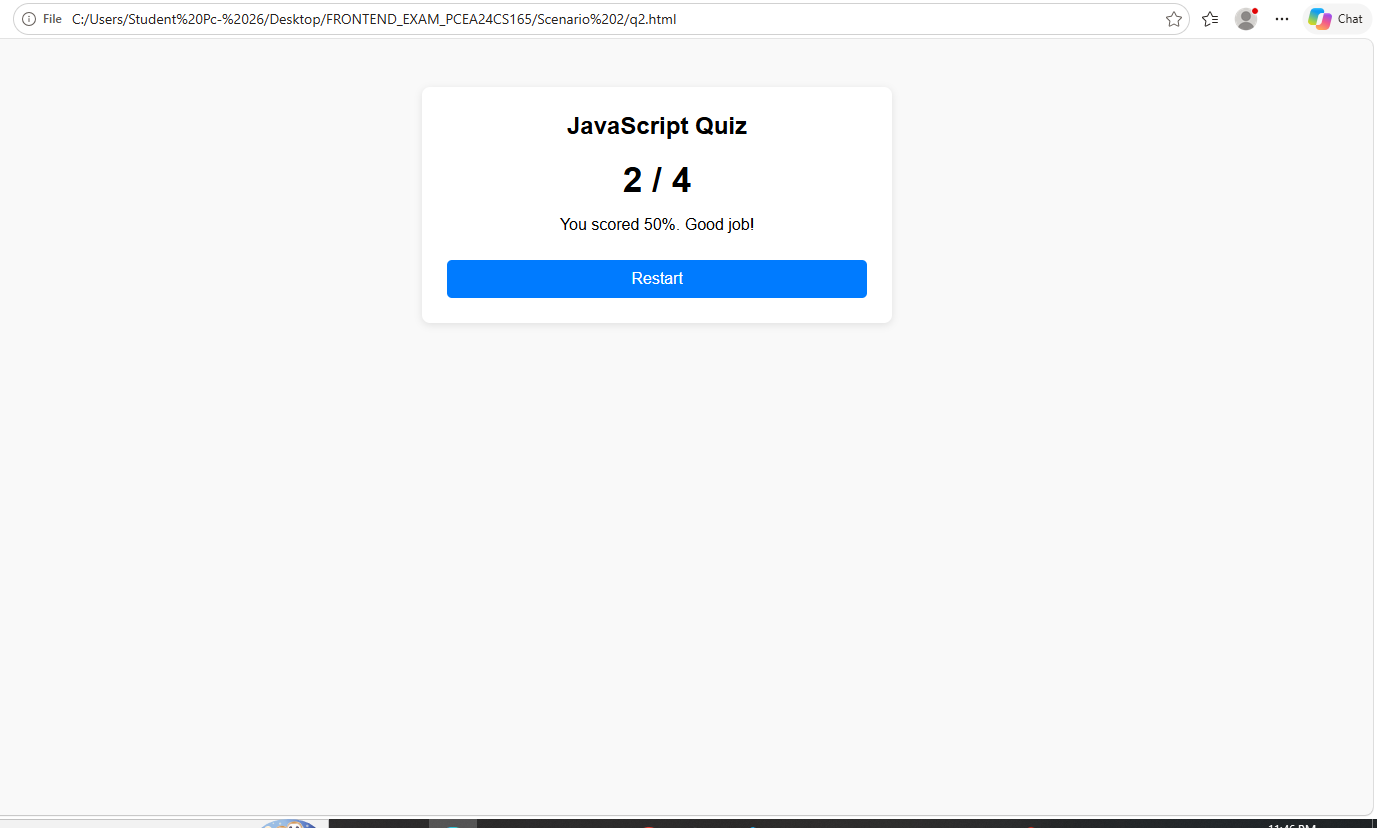 File C:/Users/Student%20Pc-%2026/Desktop/FRONTEND_EXAM_PCEA24CS165/Scenario%202/q2.html
Chat
JavaScript Quiz
2 / 4
You scored 50%. Good job!
Restart